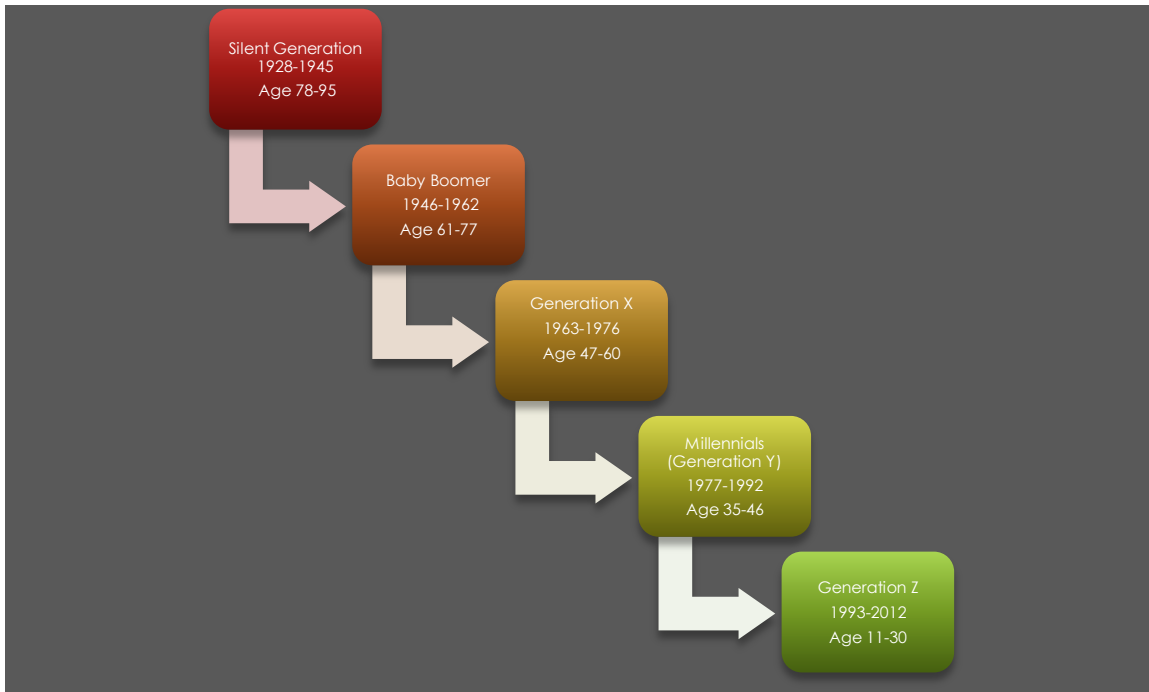 Silent Generation
1928-1945
Age 78-95
Baby Boomer
1946-1962
Age 61-77
Generation X
1963-1976
Age 47-60
Millennials
(Generation Y)
1977-1992
Age 35-46
Generation Z
1993-2012
Age 11-30